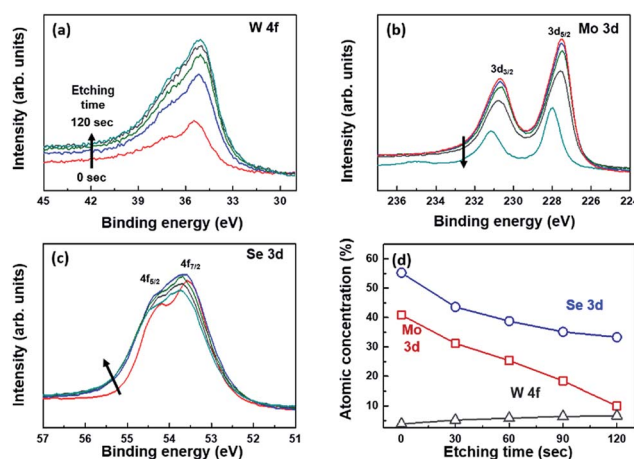 (a)
W 4f
Etching
time
120 sec
0 sec
Intensity (arb. units)
45 42 39 36 33 30
Binding energy (eV)
(b)
Mo 3d
3d5/2
3d3/2
Intensity (arb. units)
236 234 232 230 228 226 224
Binding energy (eV)
(c)
Se 3d
4f5/2
4f7/2
Intensity (arb. units)
57 56 55 54 53 52 51
Binding energy (eV)
(d)
Se 3d
Mo
3d
W 4f
Atomic concentration (%)
60
50
40
30
20
10
0 30 60 90 120
Etching time (sec)